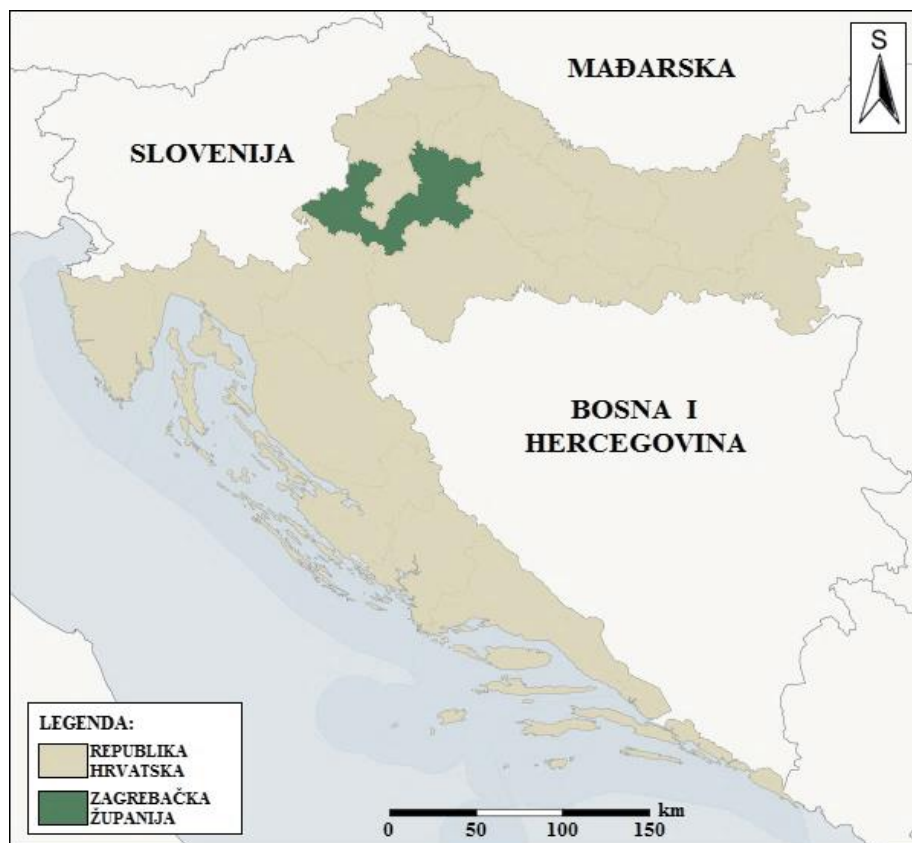 MAĐARSKA
S
SLOVENIJA
BOSNA I
HERCEGOVINA
LEGENDA:
REPUBLIKA
HRVATSKA
ZAGREBAČKA
ŽUPANIJA
km
0 50 100 150